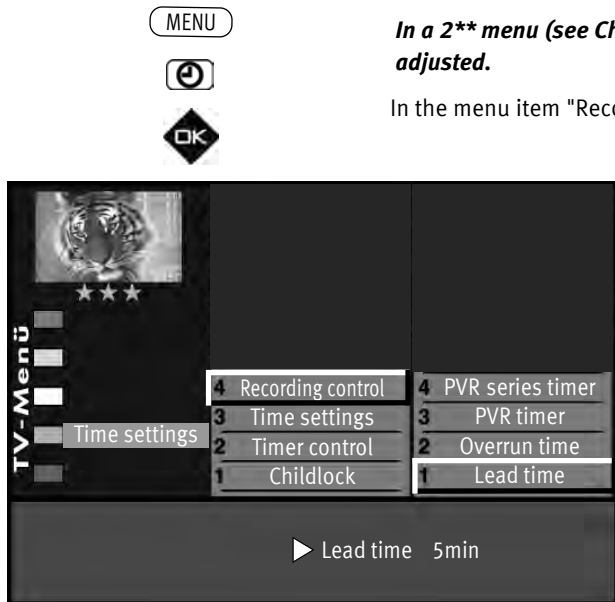 MENU
In a 2** menu (see Ch
adjusted.
OK
In the menu item "Reco
TV-Menü
Time settings
4 Recording control
3 Time settings
2 Timer control
1 Childlock
4 PVR series timer
3 PVR timer
2 Overrun time
1 Lead time
Lead time 5min